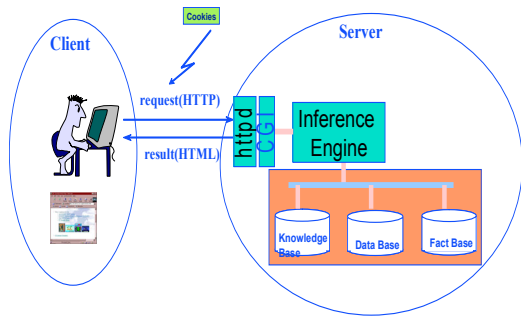 Cookies
Client
Server
request(HTTP)
result(HTML)
httpd
CGI
Inference
Engine
Knowledge
Base
Data Base
Fact Base